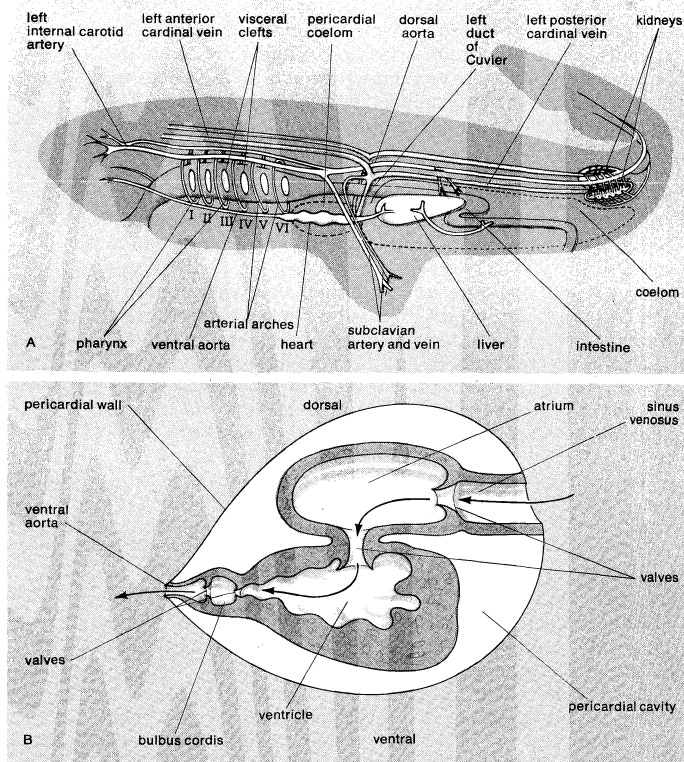 left
internal carotid
artery
left anterior
cardinal vein
visceral
clefts
pericardial
coelom
dorsal
aorta
left
duct
of
Cuvier
left posterior
cardinal vein
kidneys
I II III IV V VI
coelom
arterial arches
A
pharynx
ventral aorta
heart
subclavian
artery and vein
liver
intestine
pericardial wall
dorsal
atrium
sinus
venosus
ventral
aorta
valves
valves
ventricle
pericardial cavity
bulbus cordis
B
ventral